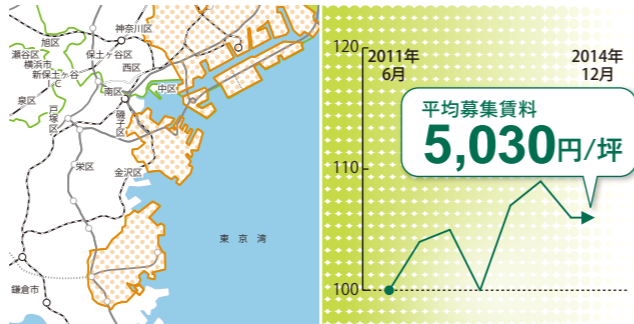 神奈川区
旭区
瀬谷区
保土ヶ谷区
横浜市
西区
新保土ヶ谷
I.C
泉区
南区
中区
戸塚区
磯子区
栄区
金沢区
東京湾
鎌倉市
120
2011年
6月
2014年
12月
平均募集賃料
5,030円/坪
110
100